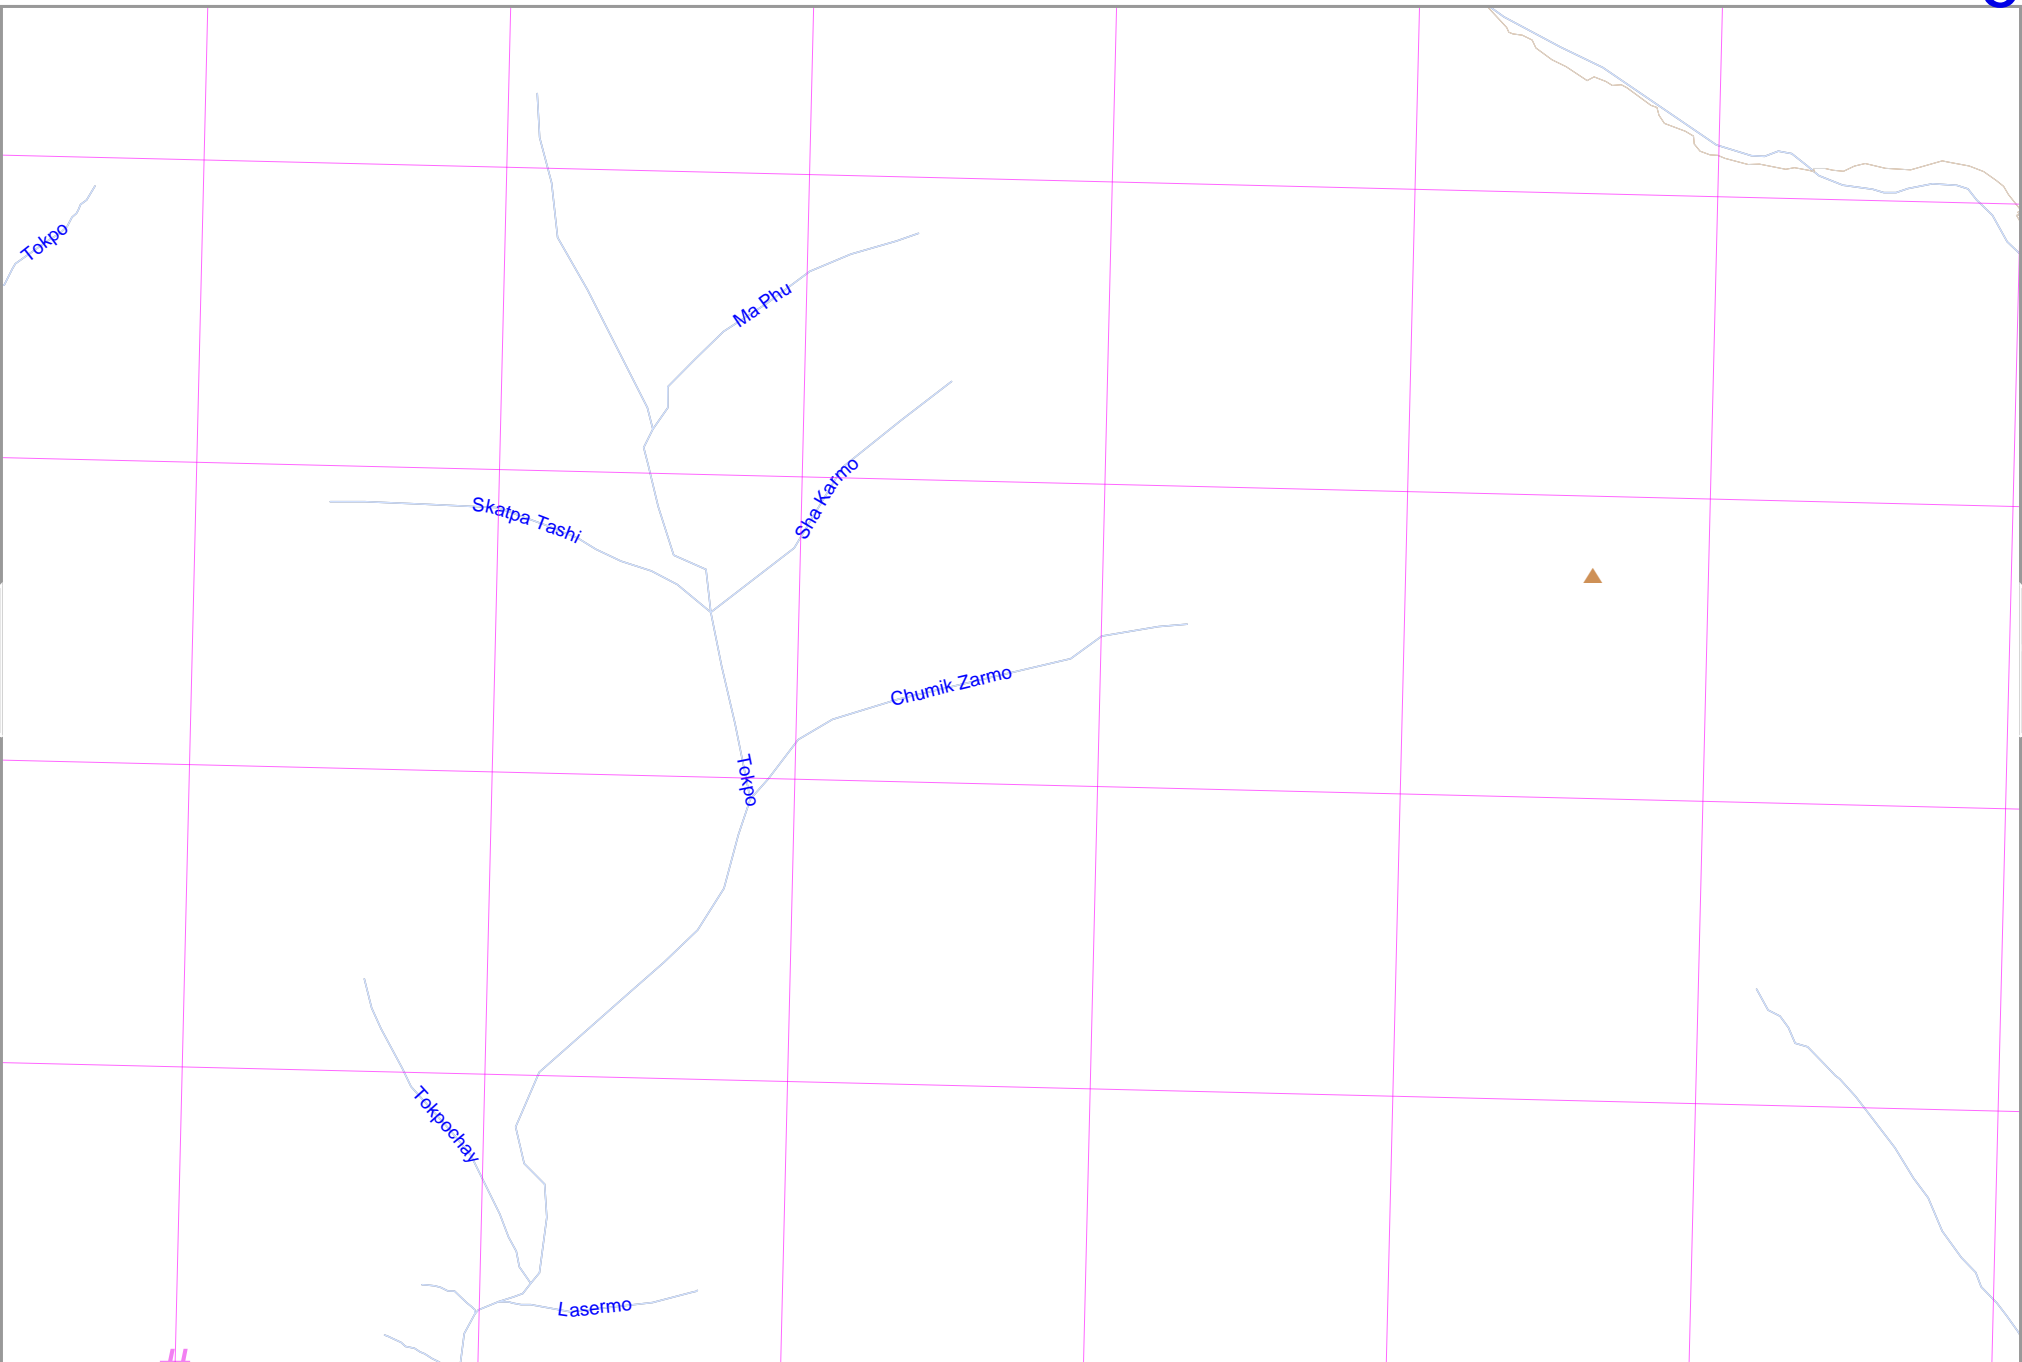 Tokpo
Ma Phu
Sha Karmo
Skatpa Tashi
Chumik Zarmo
Tokpo
Tokpochay
Lasermo